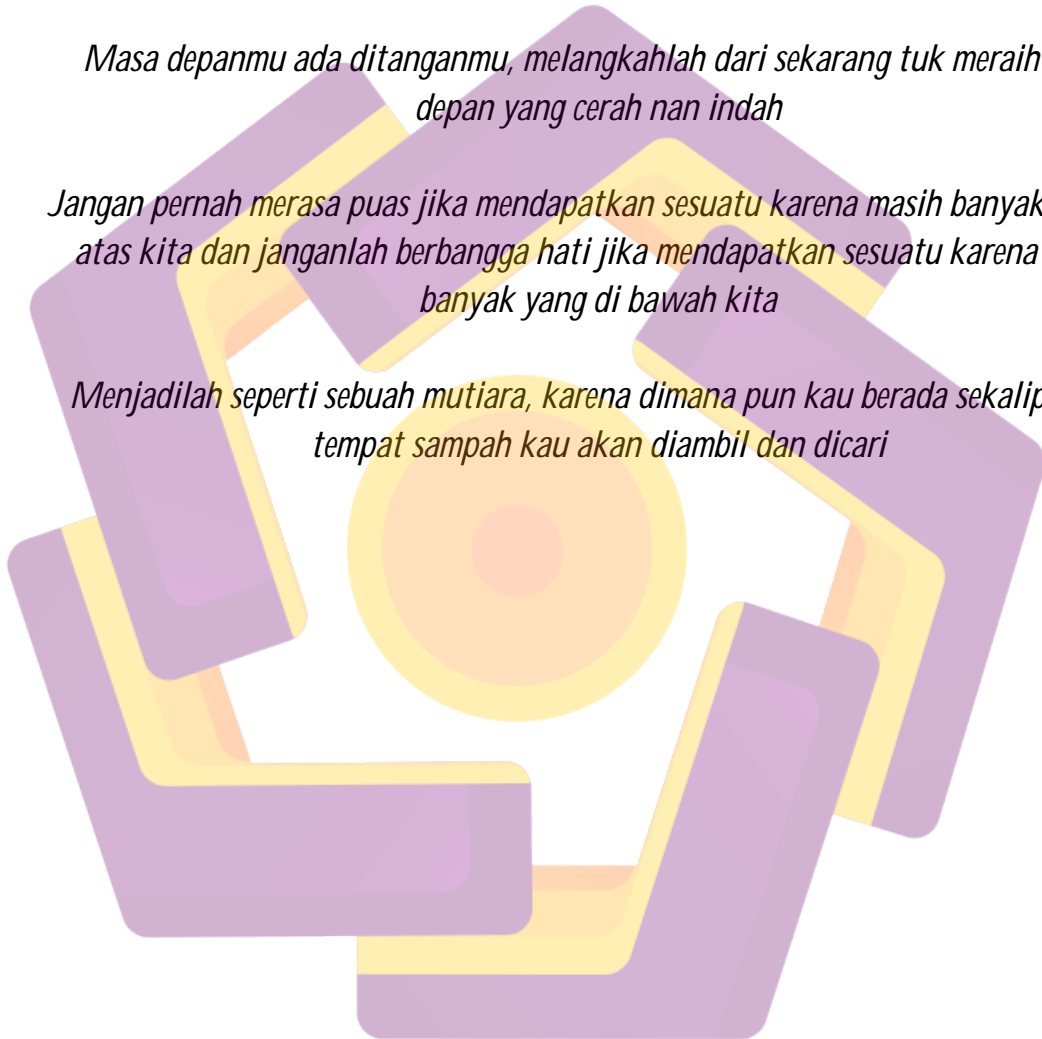 Masa depanmu ada ditanganmu, melangkahlah dari sekarang tuk meraih
depan yang cerah nan indah
Jangan pernah merasa puas jika mendapatkan sesuatu karena masih banyak
atas kita dan janganlah berbangga hati jika mendapatkan sesuatu karena
banyak yang di bawah kita
Menjadilah seperti sebuah mutiara, karena dimana pun kau berada sekalip
tempat sampah kau akan diambil dan dicari